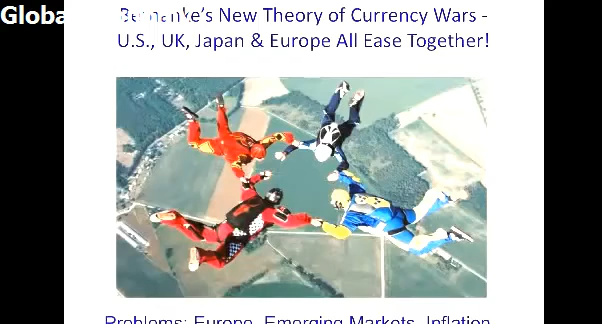 Globa
Bernanke's New Theory of Currency Wars -
U.S., UK, Japan & Europe All Ease Together!
Problems: Europe, Emerging Markets, Inflation